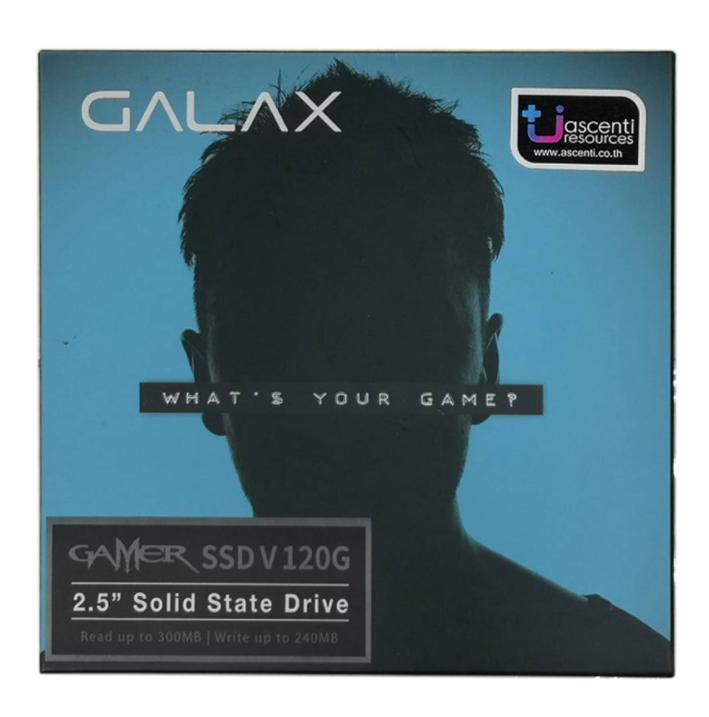 GALAX
ascenti
resources
www.ascenti.co.th
WHAT'S YOUR GAME?
GAMER SSD V 120G
2.5” Solid State Drive
Read up to 300MB | Write up to 240MB